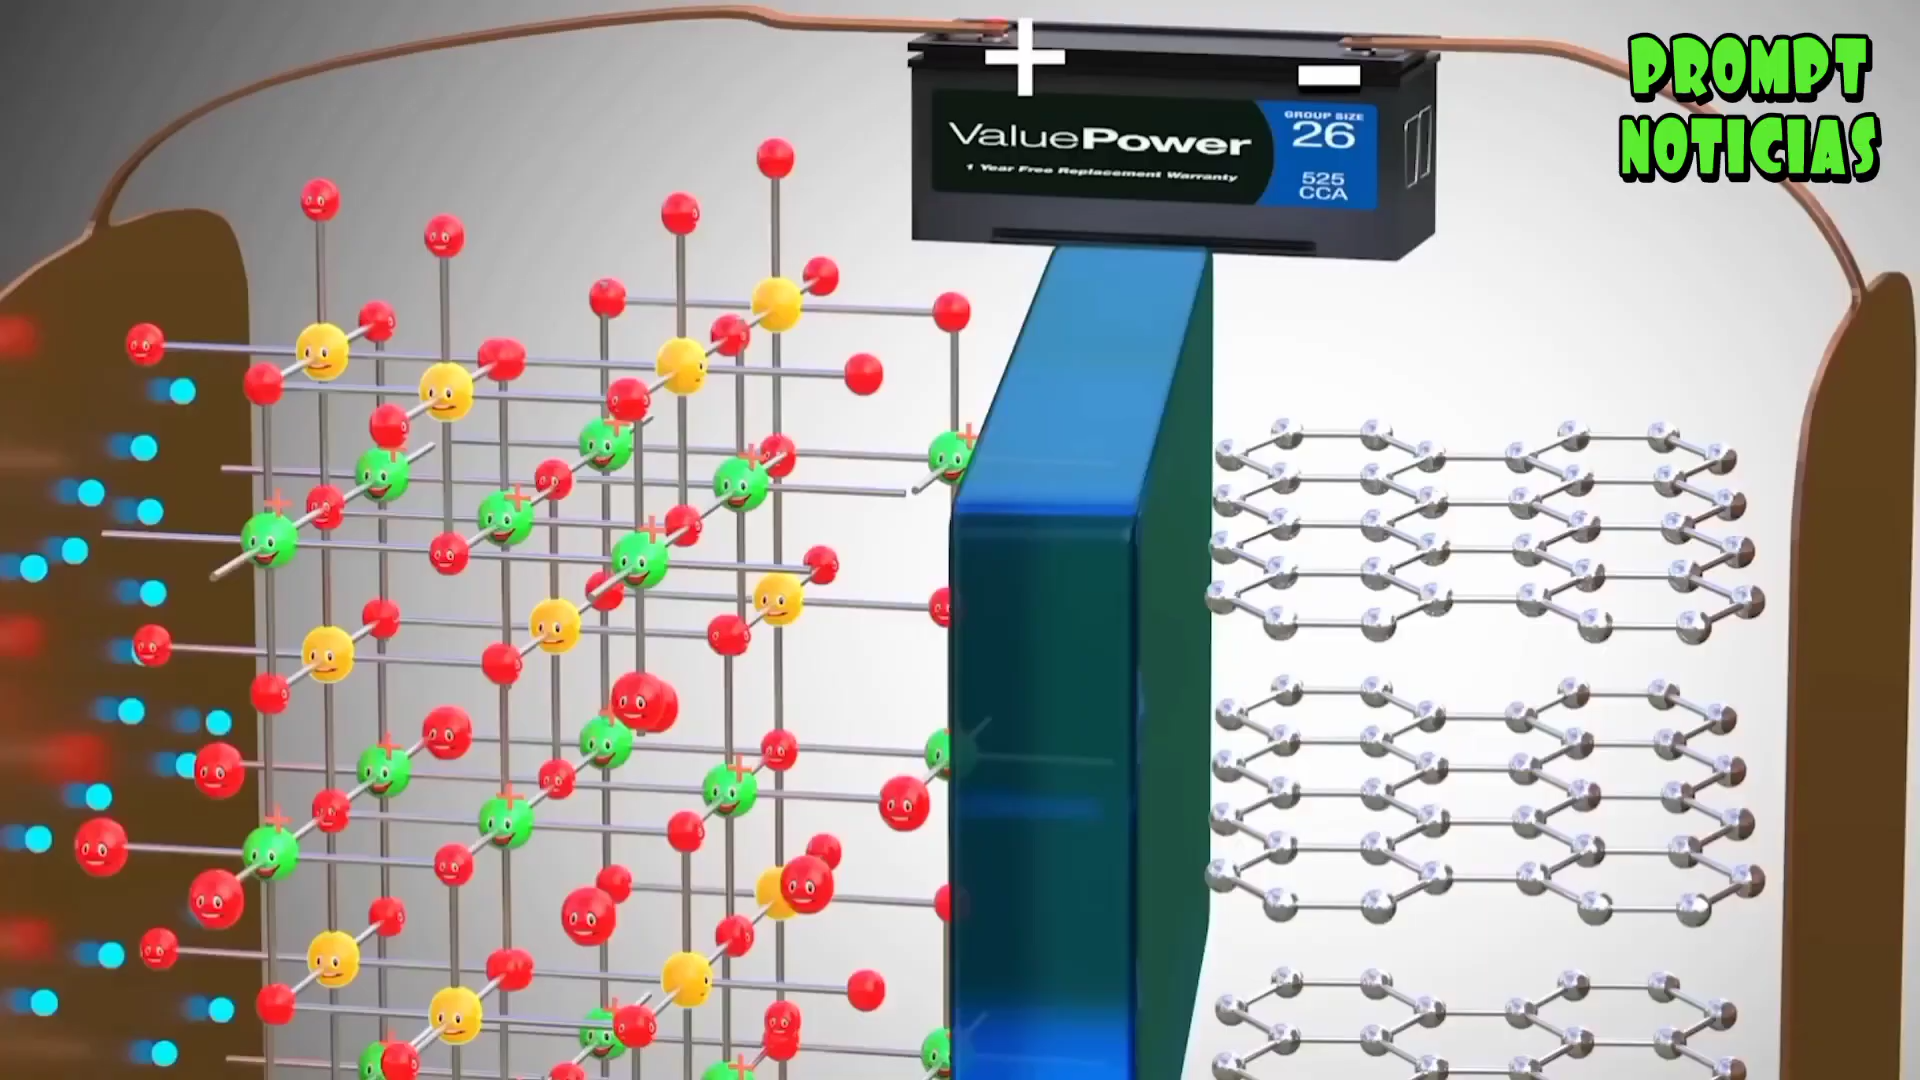 +
−
ValuePower
1 Year Free Replacement Warranty
GROUP SIZE
26
525
CCA
PROMPT
NOTICIAS